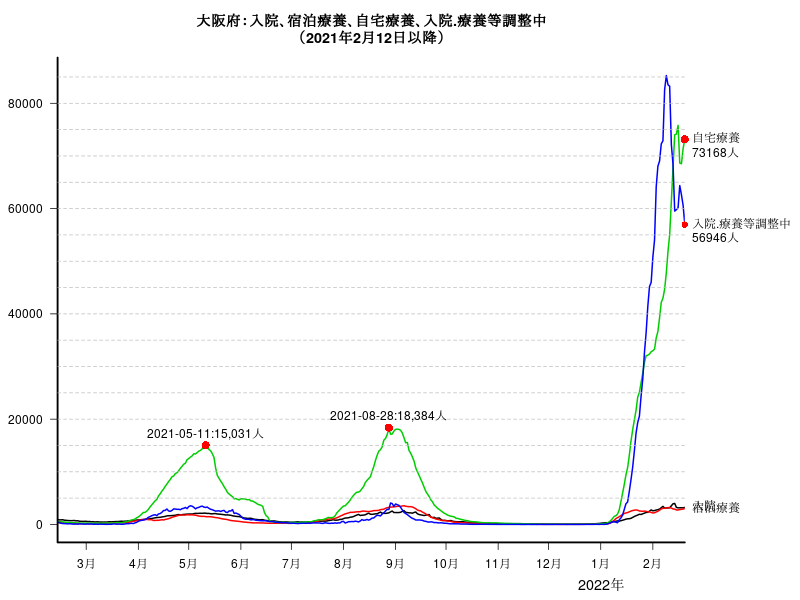 大阪府：入院、宿泊療養、自宅療養、入院.療養等調整中
（2021年2月12日以降）
80000
60000
40000
20000
0
自宅療養
73168人
入院.療養等調整中
56946人
2021-08-28:18,384人
2021-05-11:15,031人
療養
3月
4月
5月
6月
7月
8月
9月
10月
11月
12月
1月
2月
2022年